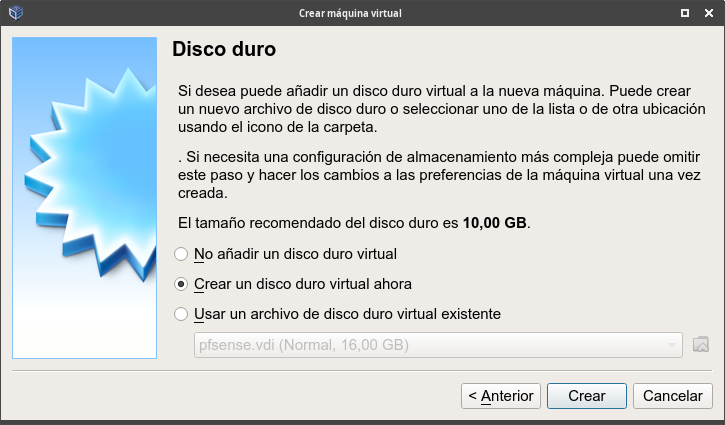 Crear máquina virtual
Disco duro
Si desea puede añadir un disco duro virtual a la nueva máquina. Puede crear
un nuevo archivo de disco duro o seleccionar uno de la lista o de otra ubicación
usando el icono de la carpeta.
. Si necesita una configuración de almacenamiento más compleja puede omitir
este paso y hacer los cambios a las preferencias de la máquina virtual una vez
creada.
El tamaño recomendado del disco duro es 10,00 GB.
No añadir un disco duro virtual
Crear un disco duro virtual ahora
Usar un archivo de disco duro virtual existente
pfsense.vdi (Normal, 16,00 GB)
< Anterior
Crear
Cancelar